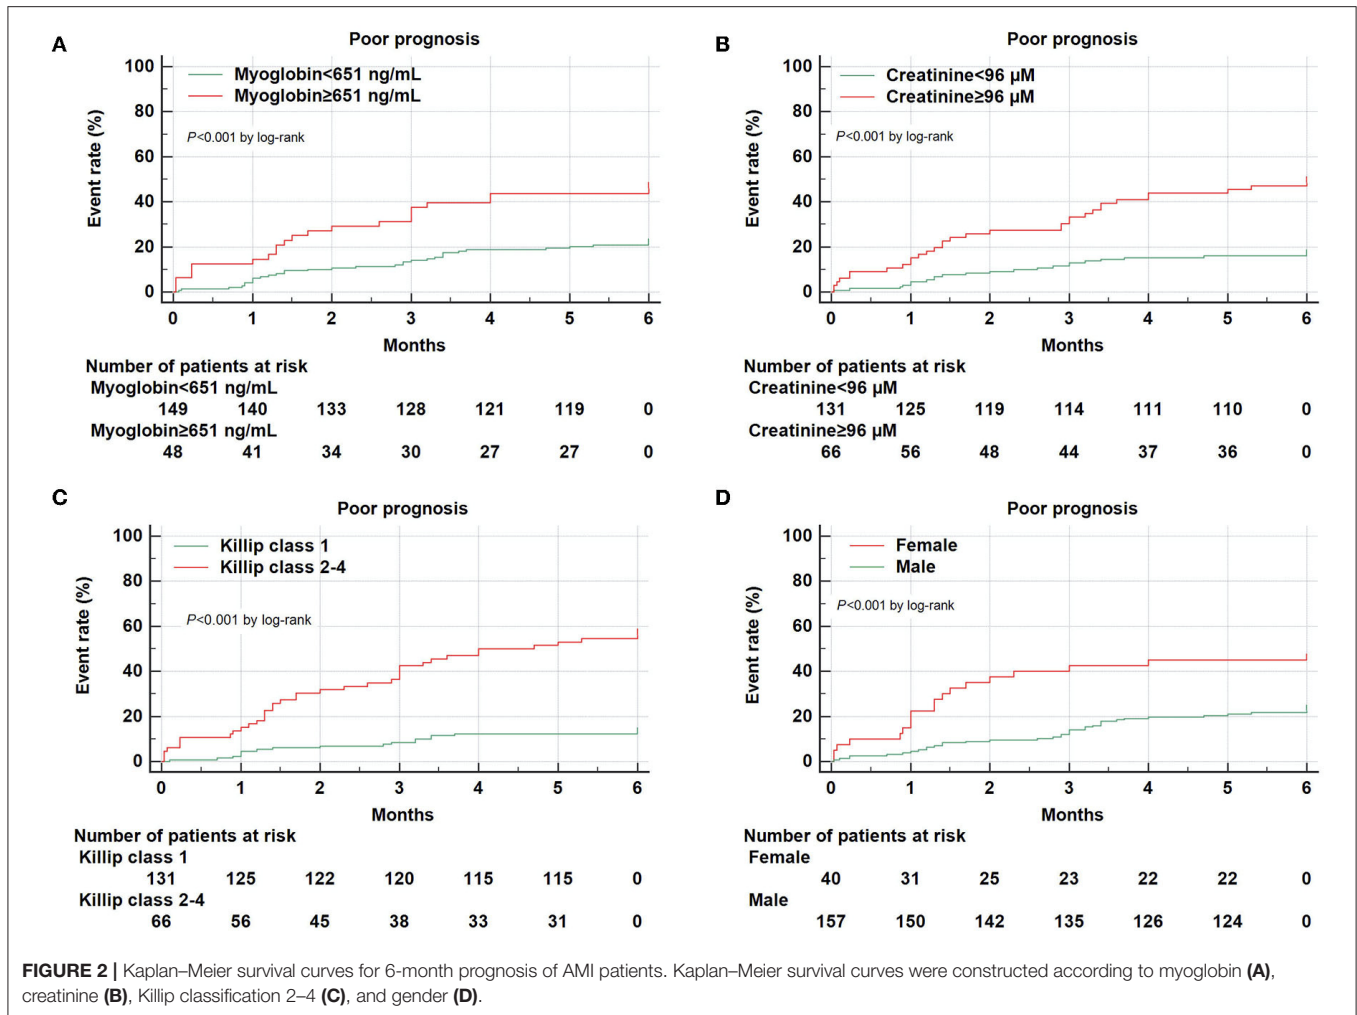 A
Poor prognosis
Myoglobin<651 ng/mL
Myoglobin≥651 ng/mL
P<0.001 by log-rank
Event rate (%)
100
80
60
40
20
0
0 1 2 3 4 5 6
Months
Number of patients at risk
Myoglobin<651 ng/mL
149 140 133 128 121 119 0
Myoglobin≥651 ng/mL
48 41 34 30 27 27 0
B
Poor prognosis
Creatinine<96 μM
Creatinine≥96 μM
P<0.001 by log-rank
Event rate (%)
100
80
60
40
20
0
0 1 2 3 4 5 6
Months
Number of patients at risk
Creatinine<96 μM
131 125 119 114 111 110 0
Creatinine≥96 μM
66 56 48 44 37 36 0
C
Poor prognosis
Killip class 1
Killip class 2-4
P<0.001 by log-rank
Event rate (%)
100
80
60
40
20
0
0 1 2 3 4 5 6
Months
Number of patients at risk
Killip class 1
131 125 122 120 115 115 0
Killip class 2-4
66 56 45 38 33 31 0
D
Poor prognosis
Female
Male
P<0.001 by log-rank
Event rate (%)
100
80
60
40
20
0
0 1 2 3 4 5 6
Months
Number of patients at risk
Female
40 31 25 23 22 22 0
Male
157 150 142 135 126 124 0
FIGURE 2 | Kaplan–Meier survival curves for 6-month prognosis of AMI patients. Kaplan–Meier survival curves were constructed according to myoglobin (A),
creatinine (B), Killip classification 2–4 (C), and gender (D).